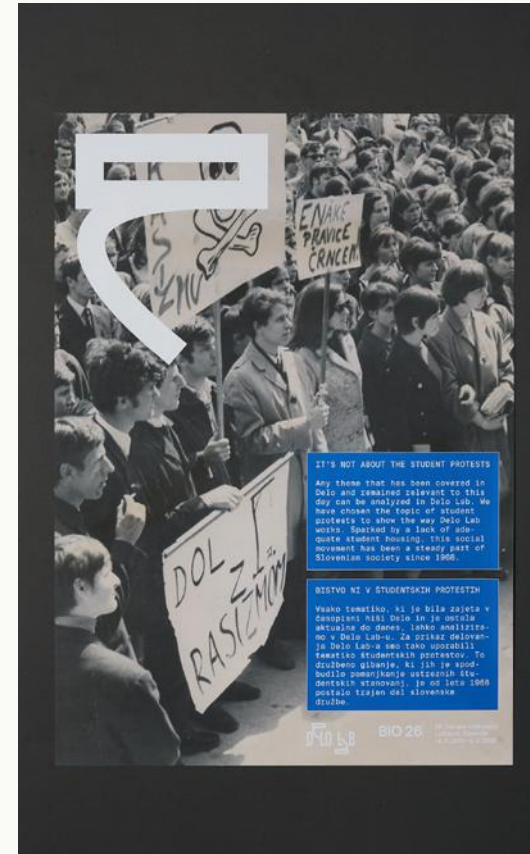 ENAKE
PRAVICE
ČRNCEM
DOL
Z
RASIZMOM
IT'S NOT ABOUT THE STUDENT PROTESTS
Any theme that has been covered in
Delo and remained relevant to this
day can be analyzed in Delo Lab. We
have chosen the topic of student
protests to show the way Delo Lab
works. Sparked by a lack of ade-
quate student housing, this social
movement has been a steady part of
Slovenian society since 1968.
BISTVO NI V ŠTUDENTSKIH PROTESTIH
Vsako tematiko, ki je bila zajeta v
časopisni hiši Delo in je ostala
aktualna do danes, lahko analizira-
mo v Delo Lab-u. Za prikaz delovan-
ja Delo Lab-a smo tako uporabili
tematiko študentskih protestov. To
družbeno gibanje, ki jih je spod-
budilo pomanjkanje ustreznih štu-
dentskih stanovanj, je od leta 1968
postalo trajen del slovenske
družbe.
DELO LAB
BIO 26